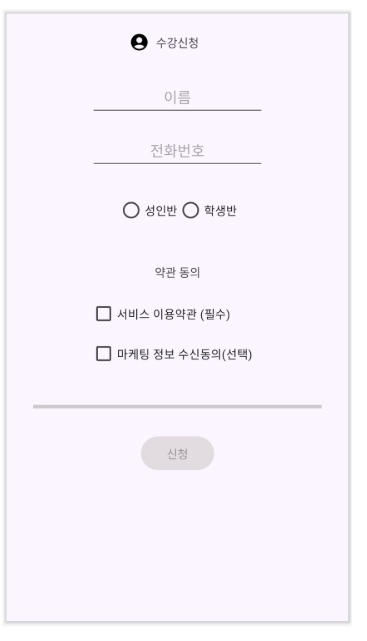 수강신청
이름
전화번호
성인반 학생반
약관 동의
서비스 이용약관 (필수)
마케팅 정보 수신동의(선택)
신청